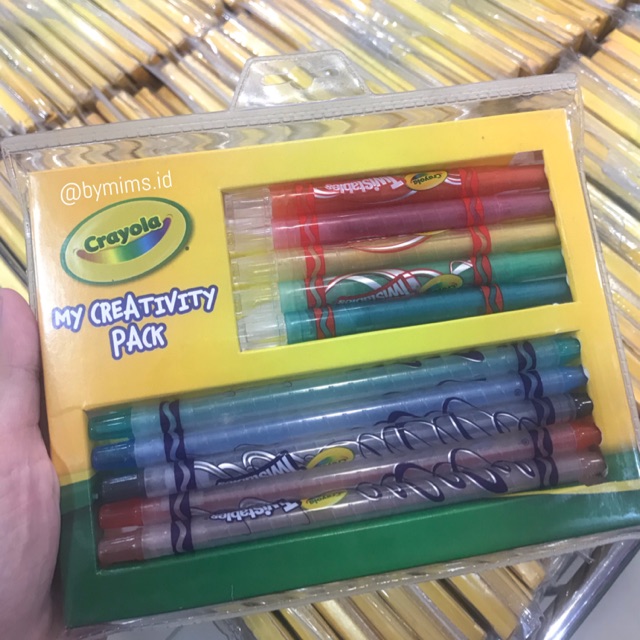 @bymims.id
Crayola
MY CREATIVITY
PACK
Twistables
Crayola
Twistables
Twistables
Crayola